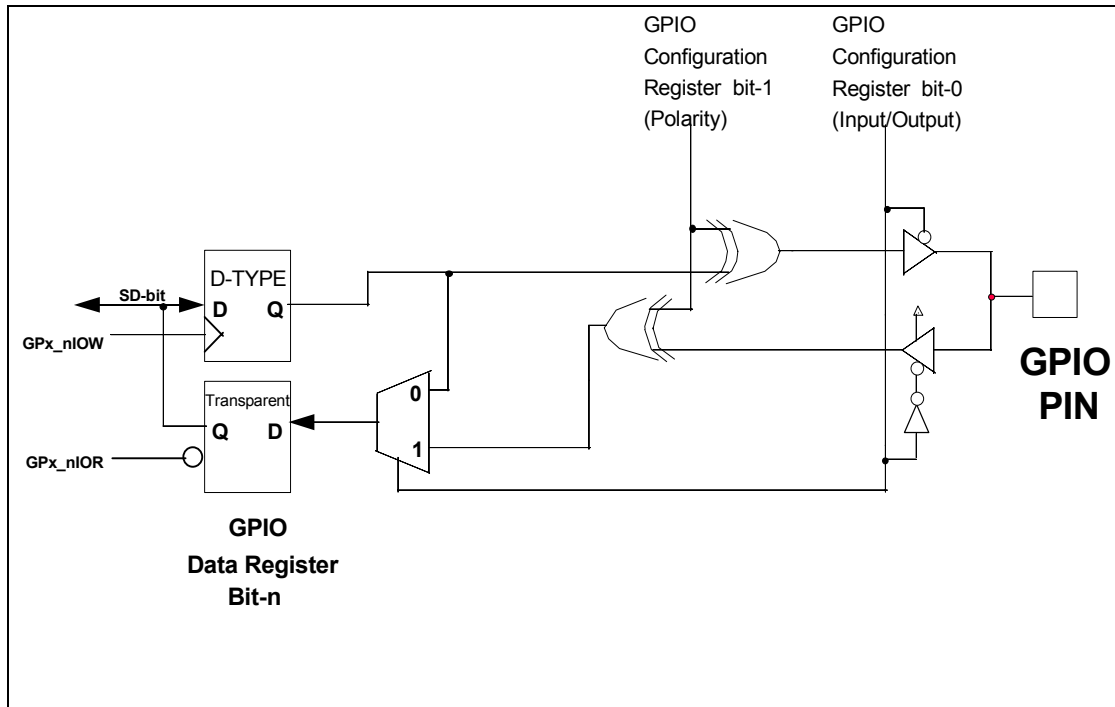 GPIO
Configuration
Register bit-1
(Polarity)
GPIO
Configuration
Register bit-0
(Input/Output)
D-TYPE
SD-bit
D
Q
GPx_nIOW
Transparent
Q
D
GPx_nIOR
0
1
GPIO
PIN
GPIO
Data Register
Bit-n